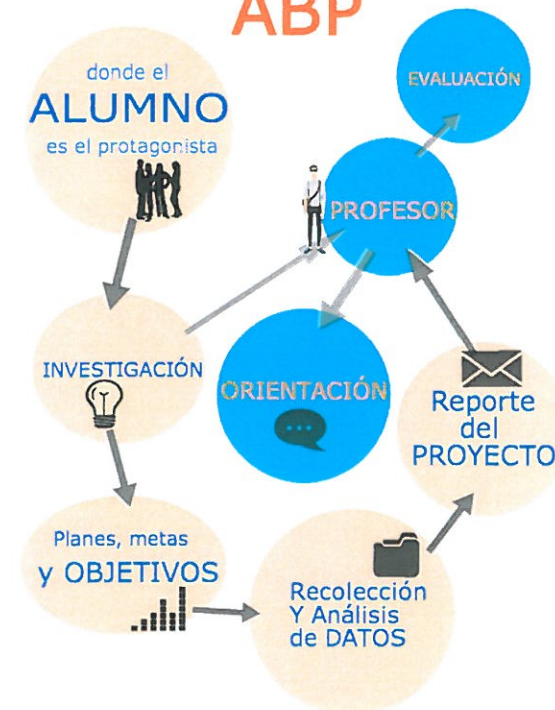 ABP
donde el
ALUMNO
es el protagonista
EVALUACIÓN
PROFESOR
INVESTIGACIÓN
ORIENTACIÓN
Reporte
del
PROYECTO
Planes, metas
y OBJETIVOS
Recolección
Y Análisis
de DATOS